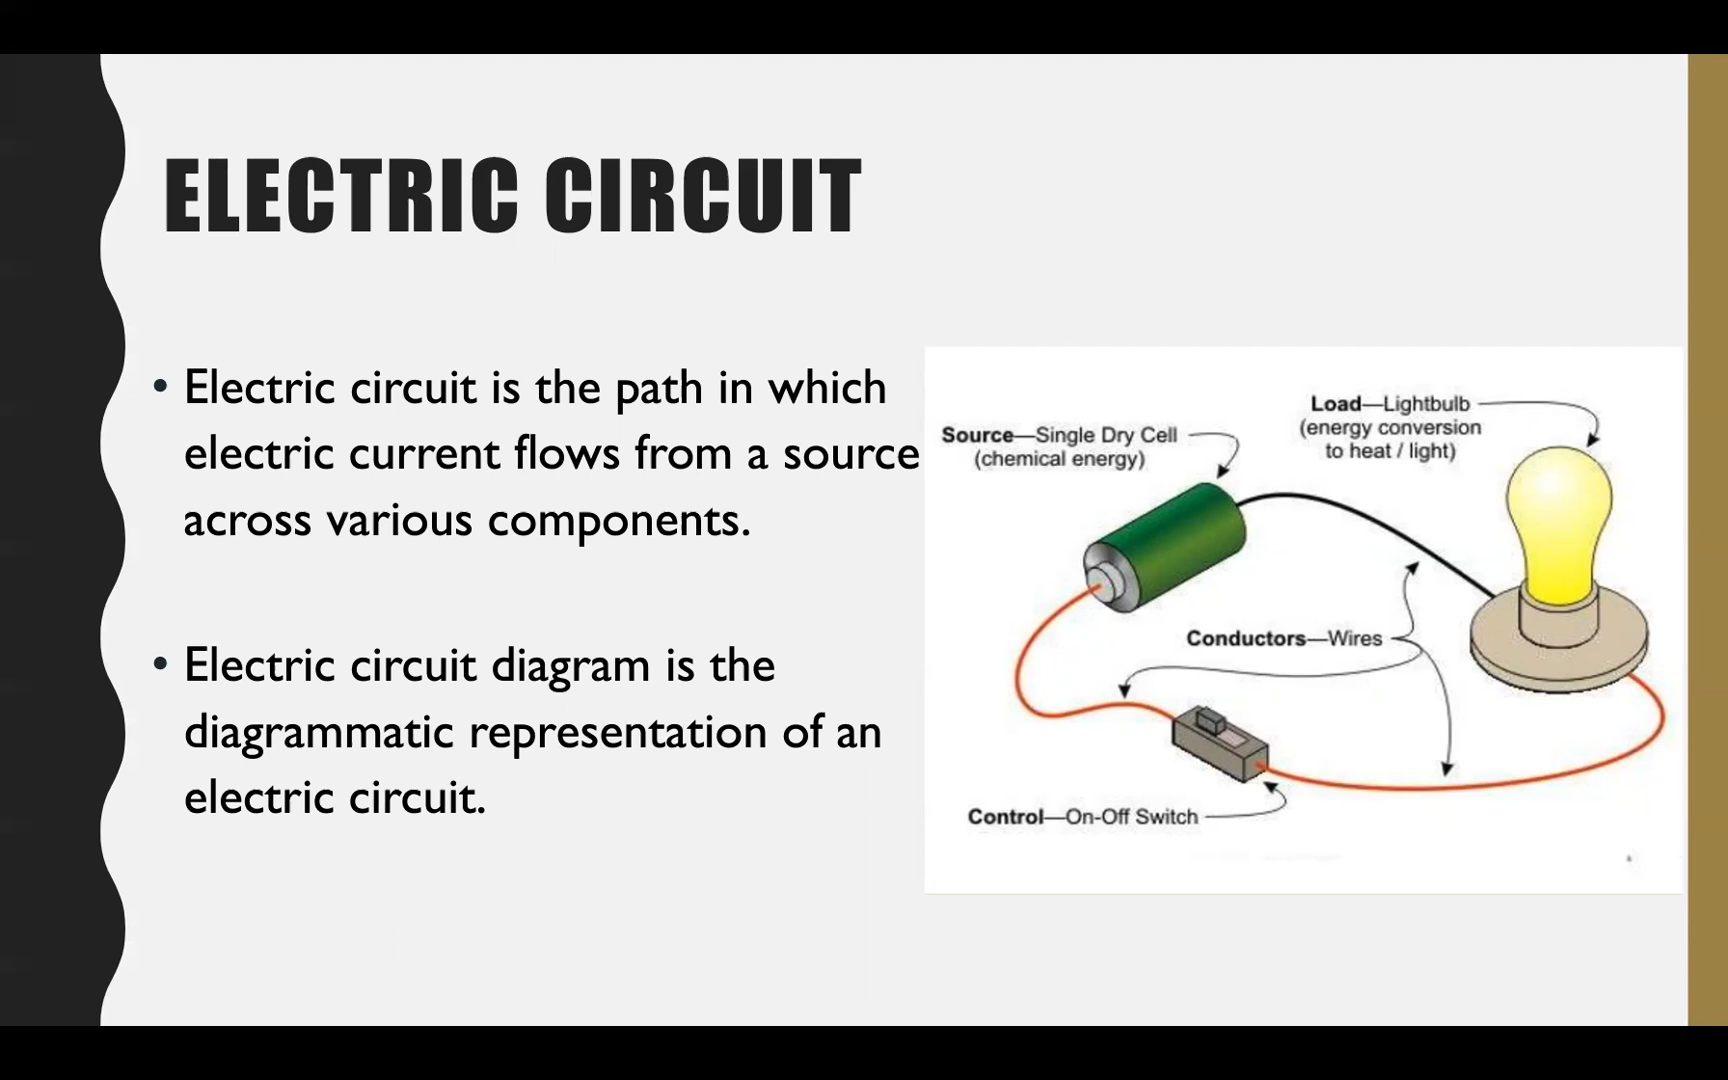 ELECTRIC CIRCUIT
• Electric circuit is the path in which
electric current flows from a source
across various components.
• Electric circuit diagram is the
diagrammatic representation of an
electric circuit.
Source—Single Dry Cell
(chemical energy)
Load—Lightbulb
(energy conversion
to heat / light)
Conductors—Wires
Control—On-Off Switch